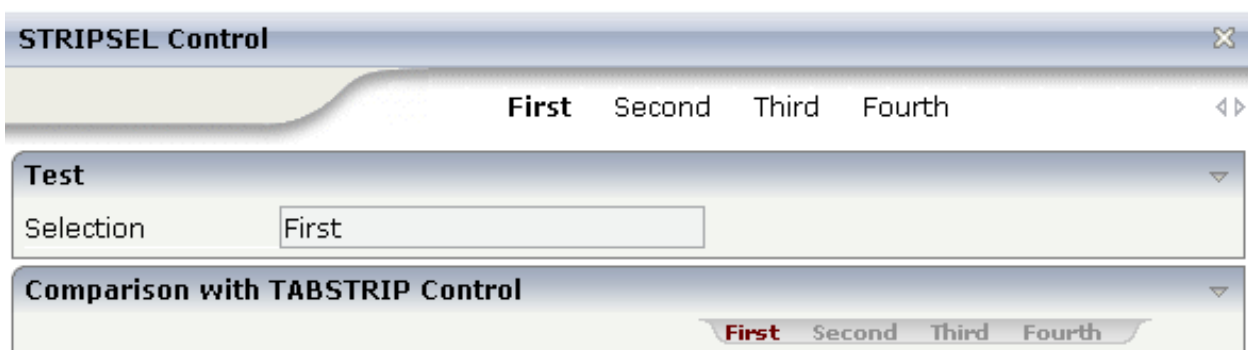 STRIPSEL Control
First Second Third Fourth
Test
Selection First
Comparison with TABSTRIP Control
First Second Third Fourth